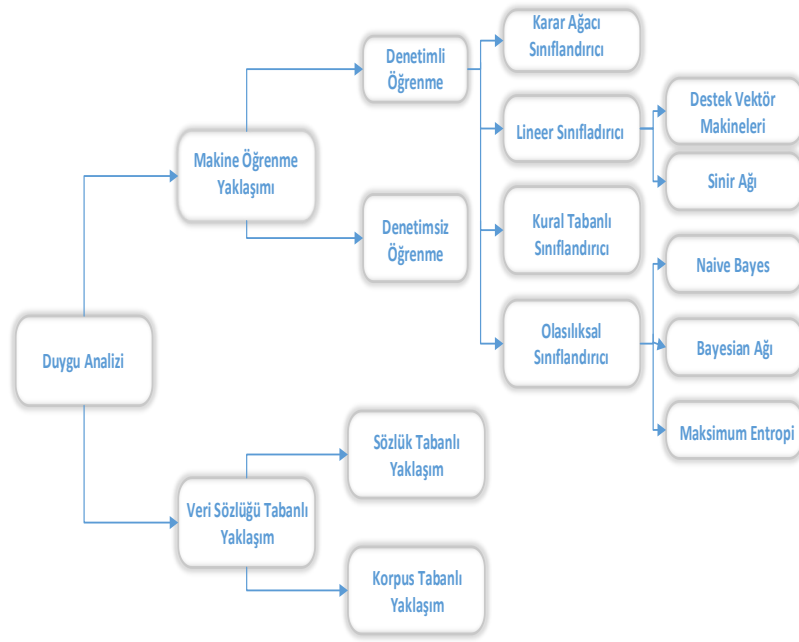 Karar Ağacı
Sınıflandırıcı
Denetimli
Öğrenme
Destek Vektör
Makineleri
Lineer Sınıfladırıcı
Makine Öğrenme
Yaklaşımı
Sinir Ağı
Kural Tabanlı
Sınıflandırıcı
Denetimsiz
Öğrenme
Naive Bayes
Olasılıksal
Sınıflandırıcı
Bayesian Ağı
Duygu Analizi
Maksimum Entropi
Sözlük Tabanlı
Yaklaşım
Veri Sözlüğü Tabanlı
Yaklaşım
Korpus Tabanlı
Yaklaşım